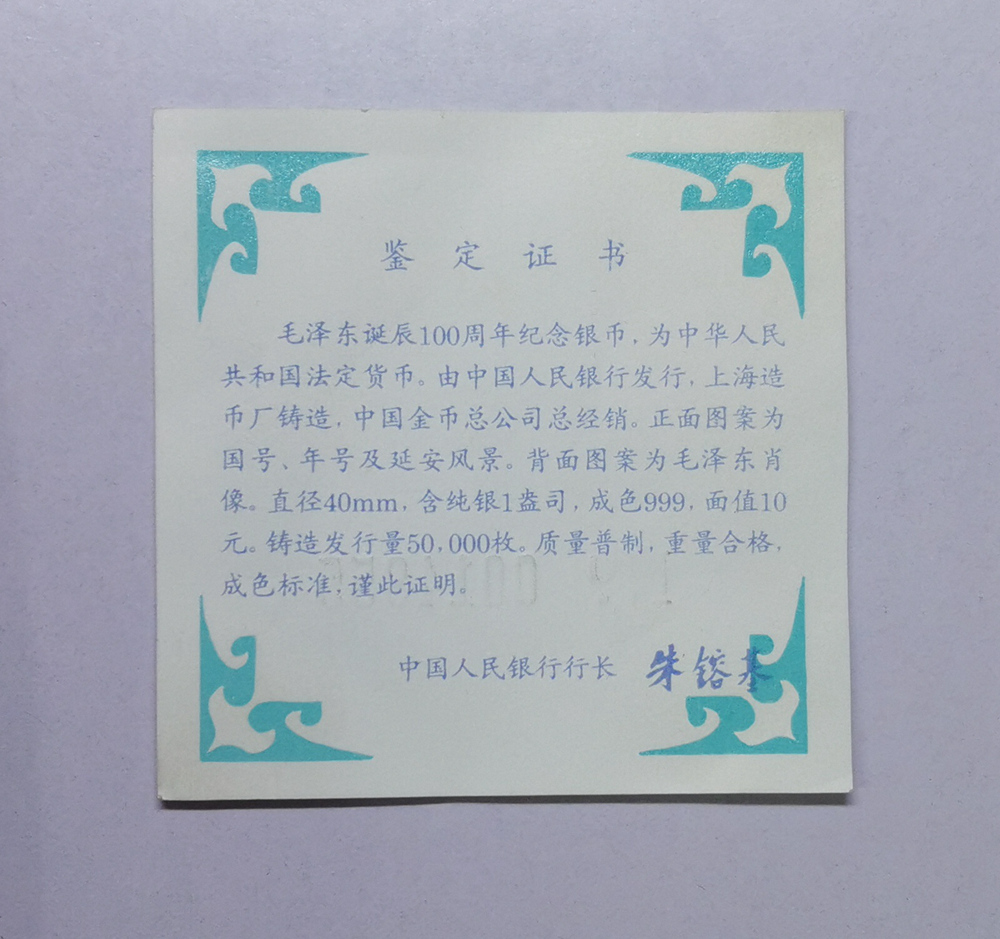 鉴定证书
毛泽东诞辰100周年纪念银币，为中华人民
共和国法定货币。由中国人民银行发行，上海造
币厂铸造，中国金币总公司总经销。正面图案为
国号、年号及延安风景。背面图案为毛泽东肖
像。直径40mm，含纯银1盎司，成色999，面值10
元。铸造发行量50,000枚。质量普制，重量合格，
成色标准，谨此证明。
中国人民银行行长 朱镕基